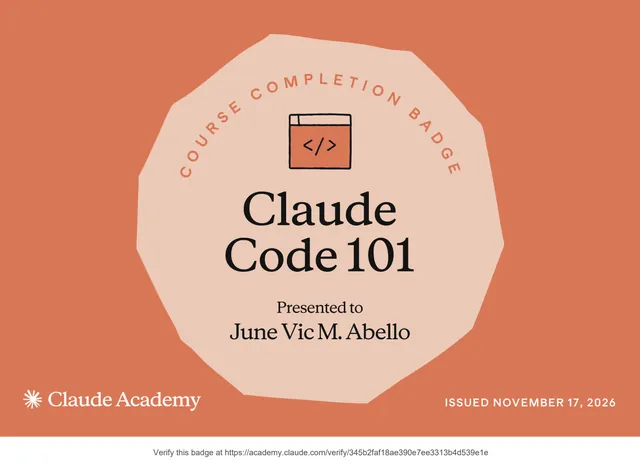 COURSE COMPLETION BADGE
</>
Claude
Code 101
Presented to
June Vic M. Abello
Claude Academy
ISSUED NOVEMBER 17, 2026
Verify this badge at https://academy.claude.com/verify/345b2faf18ae390e7ee3313b4d539e1e